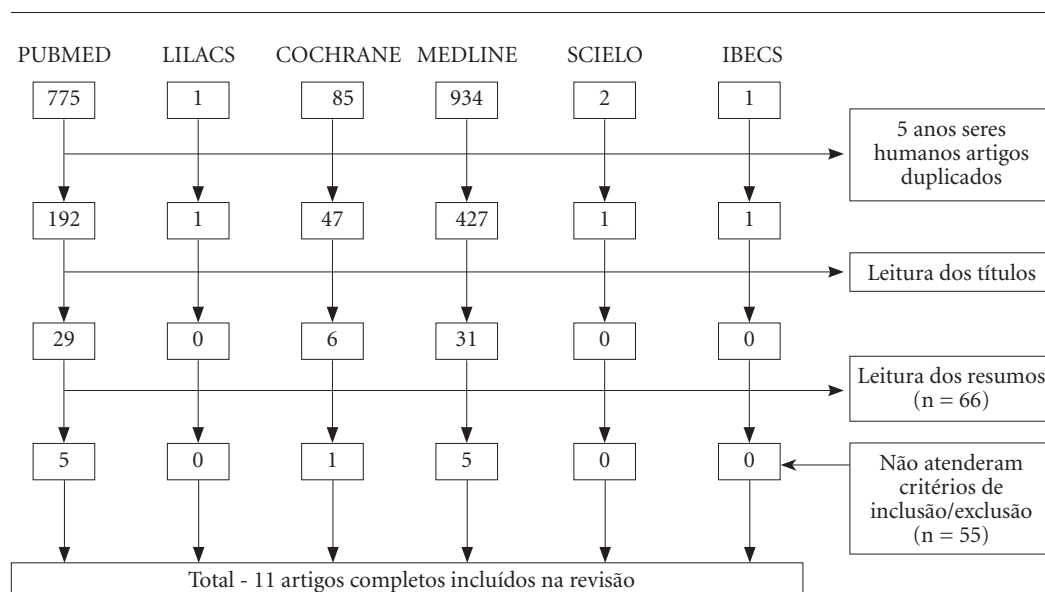 PUBMED LILACS COCHRANE MEDLINE SCIELO IBECS
775 1 85 934 2 1
5 anos seres
humanos artigos
duplicados
192 1 47 427 1 1
Leitura dos títulos
29 0 6 31 0 0
Leitura dos resumos
(n = 66)
5 0 1 5 0 0
Não atenderam
critérios de
inclusão/exclusão
(n = 55)
Total - 11 artigos completos incluídos na revisão